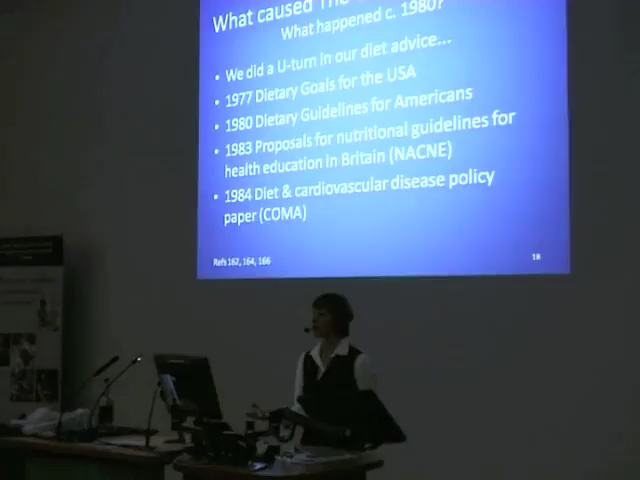 What caused The
What happened c. 1980?
• We did a U-turn in our diet advice...
• 1977 Dietary Goals for the USA
• 1980 Dietary Guidelines for Americans
• 1983 Proposals for nutritional guidelines for
health education in Britain (NACNE)
• 1984 Diet & cardiovascular disease policy
paper (COMA)
Refs 162, 164, 166
18